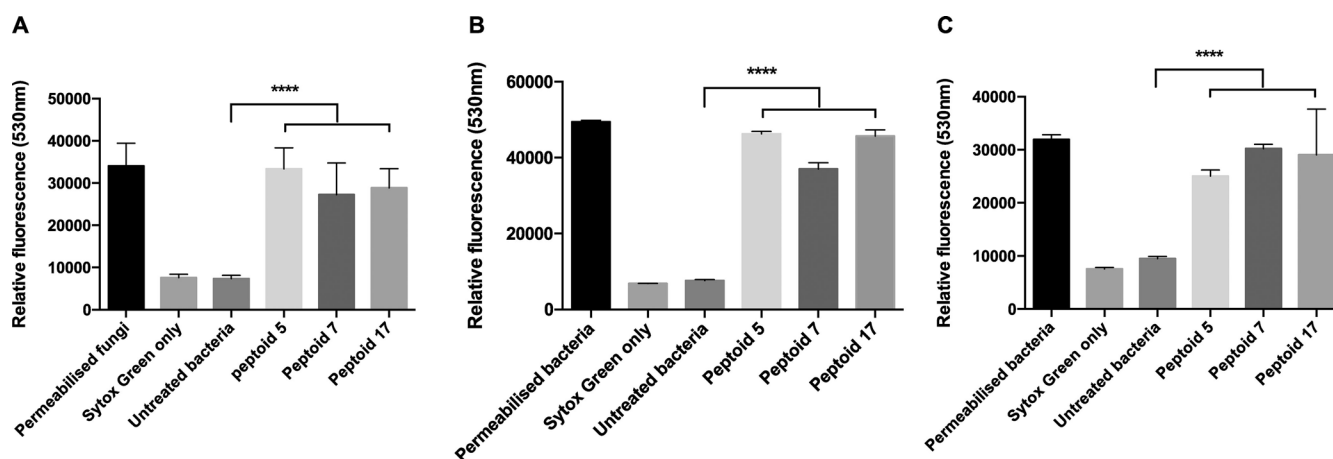 A
Relative fluorescence (530nm)
50000
40000
30000
20000
10000
0
****
Permeabilised fungi
Sytox Green only
Untreated bacteria
peptoid 5
Peptoid 7
Peptoid 17
B
Relative fluorescence (530nm)
60000
40000
20000
0
****
Permeabilised bacteria
Sytox Green only
Untreated bacteria
Peptoid 5
Peptoid 7
Peptoid 17
C
Relative fluorescence (530nm)
40000
30000
20000
10000
0
****
Permeabilised bacteria
Sytox Green only
Untreated bacteria
Peptoid 5
Peptoid 7
Peptoid 17